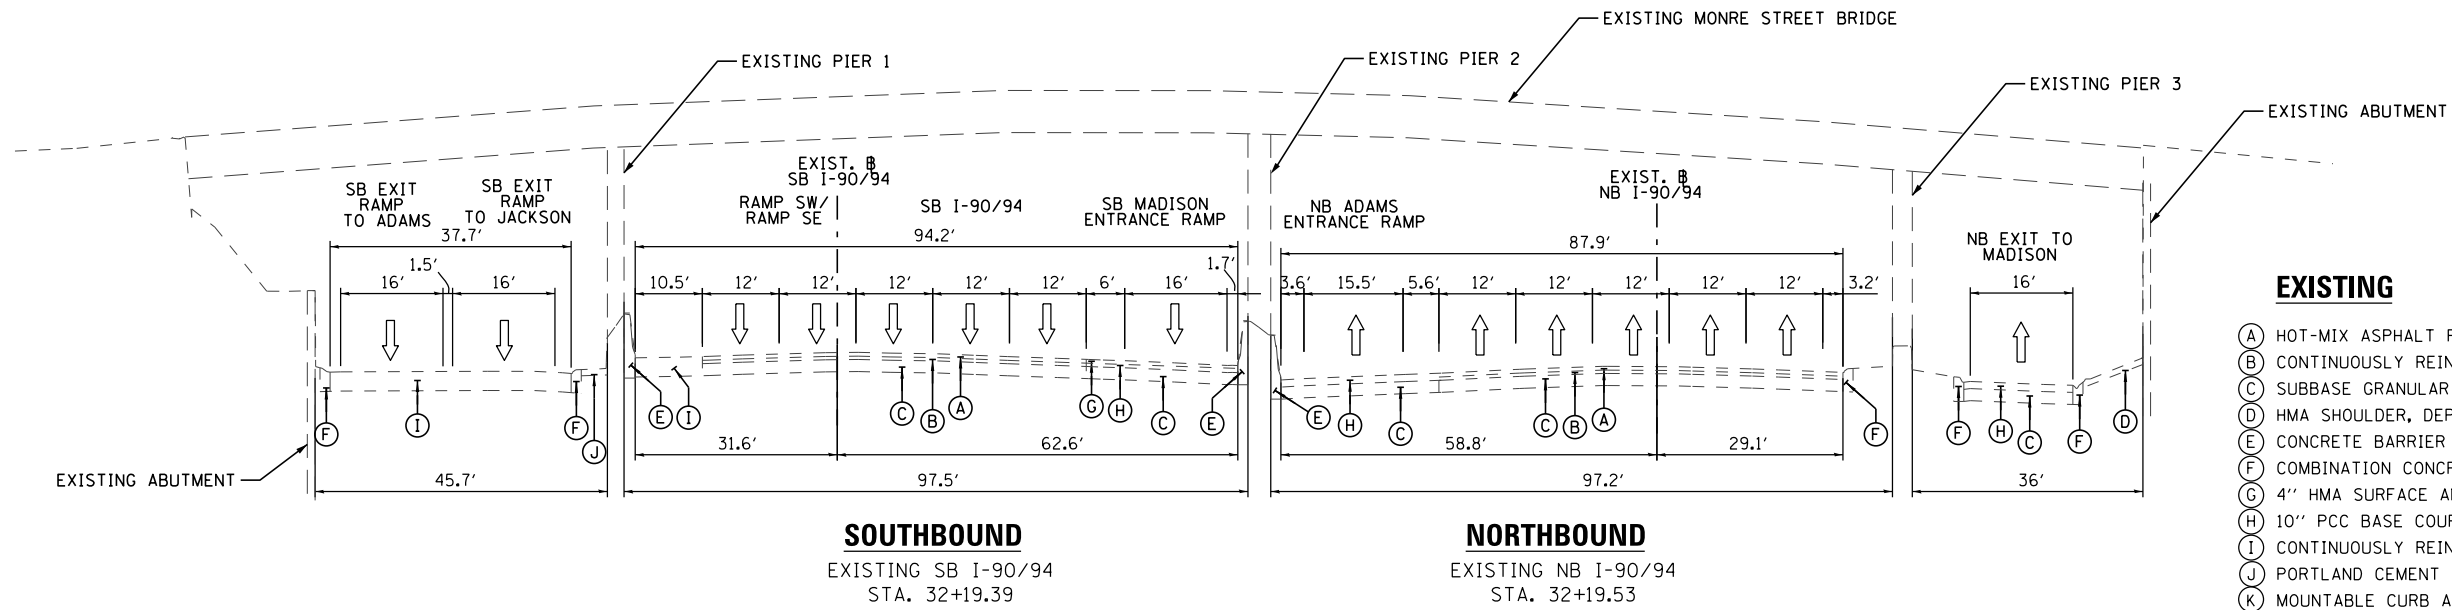 EXISTING MONRE STREET BRIDGE
EXISTING PIER 1
EXISTING PIER 2
EXISTING PIER 3
EXISTING ABUTMENT
SB EXIT
RAMP
TO ADAMS
SB EXIT
RAMP
TO JACKSON
RAMP SW/
RAMP SE
EXIST. B
SB I-90/94
SB I-90/94
SB MADISON
ENTRANCE RAMP
NB ADAMS
ENTRANCE RAMP
EXIST. B
NB I-90/94
NB EXIT TO
MADISON
37.7'
94.2'
87.9'
16'
1.5'
16'
10.5'
12'
12'
12'
12'
12'
6'
16'
1.7'
3.6'
15.5'
5.6'
12'
12'
12'
12'
12'
3.2'
16'
F
I
F
J
E
I
C
B
A
G
H
C
E
E
H
C
C
B
A
F
F
H
C
F
D
31.6'
62.6'
58.8'
29.1'
EXISTING ABUTMENT
45.7'
97.5'
97.2'
36'
SOUTHBOUND
EXISTING SB I-90/94
STA. 32+19.39
NORTHBOUND
EXISTING NB I-90/94
STA. 32+19.53
EXISTING
A HOT-MIX ASPHALT
B CONTINUOUSLY REIN
C SUBBASE GRANULAR
D HMA SHOULDER, DEP
E CONCRETE BARRIER
F COMBINATION CONCR
G 4'' HMA SURFACE A
H 10'' PCC BASE COUR
I CONTINUOUSLY REIN
J PORTLAND CEMENT
K MOUNTABLE CURB A